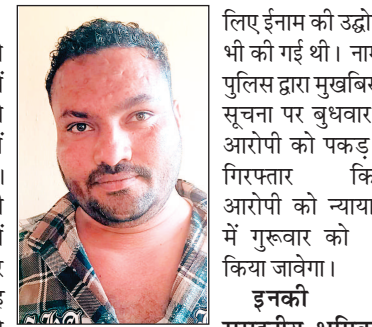 लिए ईनाम की उद्घो
भी की गई थी। नाम
पुलिस द्वारा मुखबिर
सूचना पर बुधवार
आरोपी को पकड़
गिरफ्तार कि
आरोपी को न्याया
में गुरूवार को
किया जावेगा।
इनकी